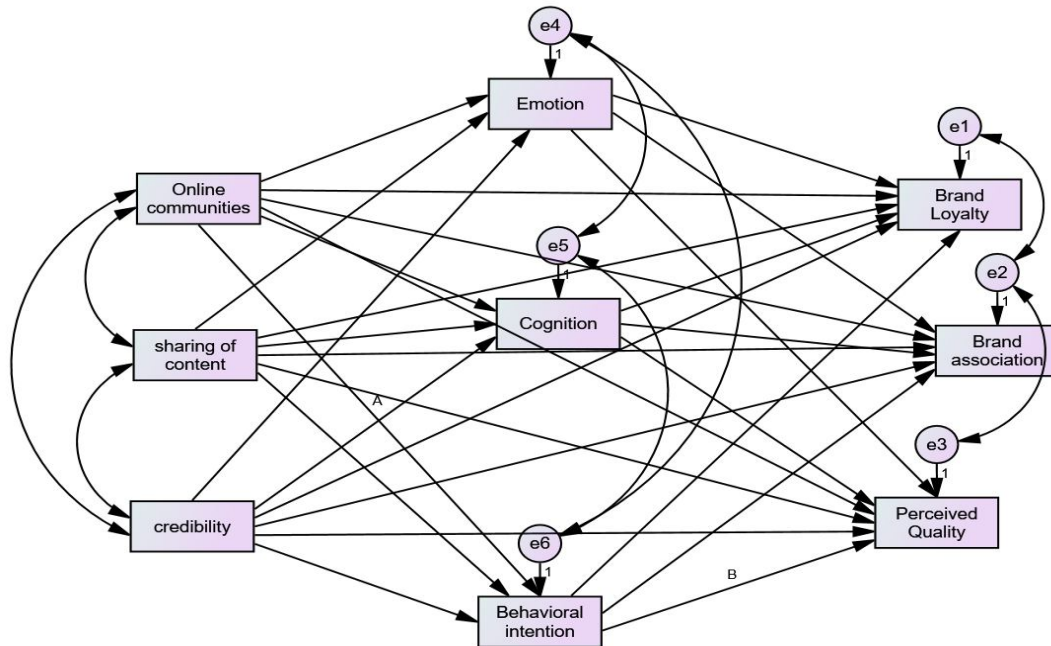 e4
1
Emotion
e1
1
Online
communities
Brand
Loyalty
e5
1
e2
1
Cognition
sharing of
content
Brand
association
A
e3
1
credibility
Perceived
Quality
e6
1
B
Behavioral
intention